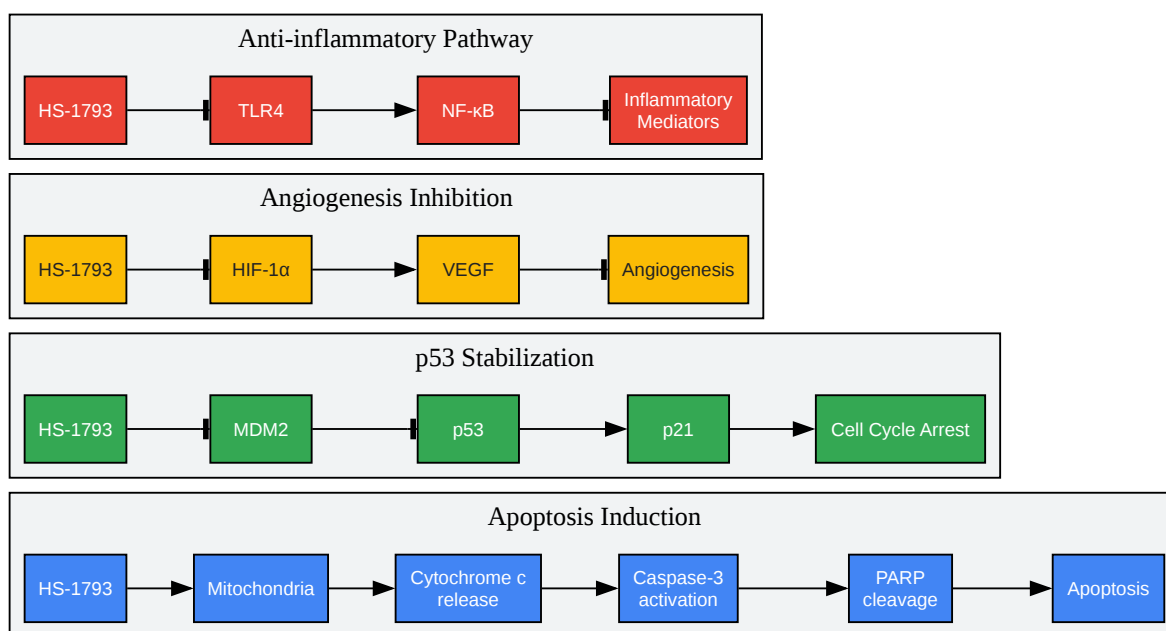 Anti-inflammatory Pathway
HS-1793
TLR4
NF-κB
Inflammatory
Mediators
Angiogenesis Inhibition
HS-1793
HIF-1α
VEGF
Angiogenesis
p53 Stabilization
HS-1793
MDM2
p53
p21
Cell Cycle Arrest
Apoptosis Induction
HS-1793
Mitochondria
Cytochrome c
release
Caspase-3
activation
PARP
cleavage
Apoptosis